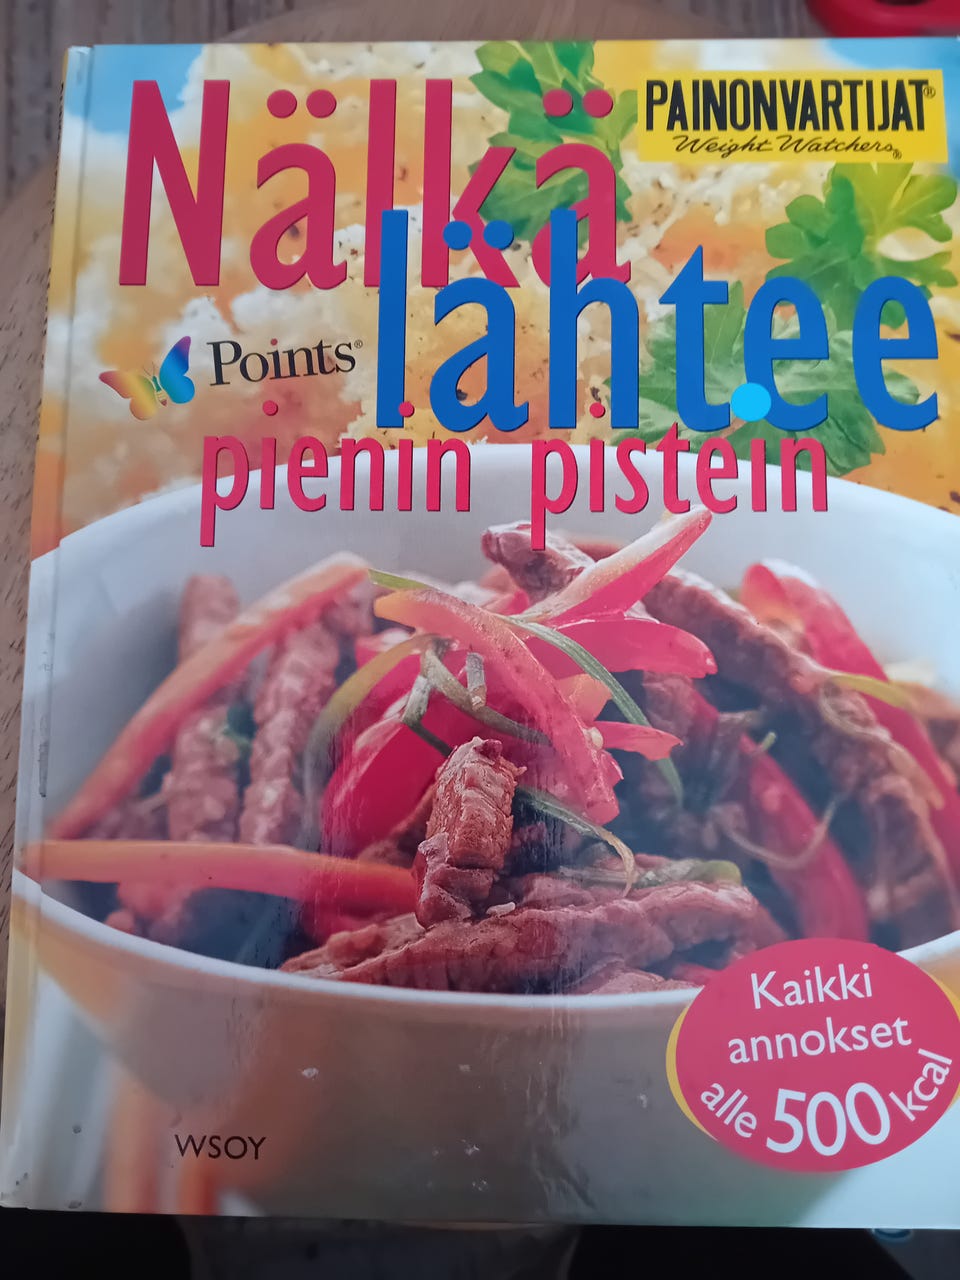 Nälkä
PAINONVARTIJAT®
Weight Watchers®
lähtee
Points®
pienin pistein
Kaikki
annokset
alle 500 kcal
WSOY